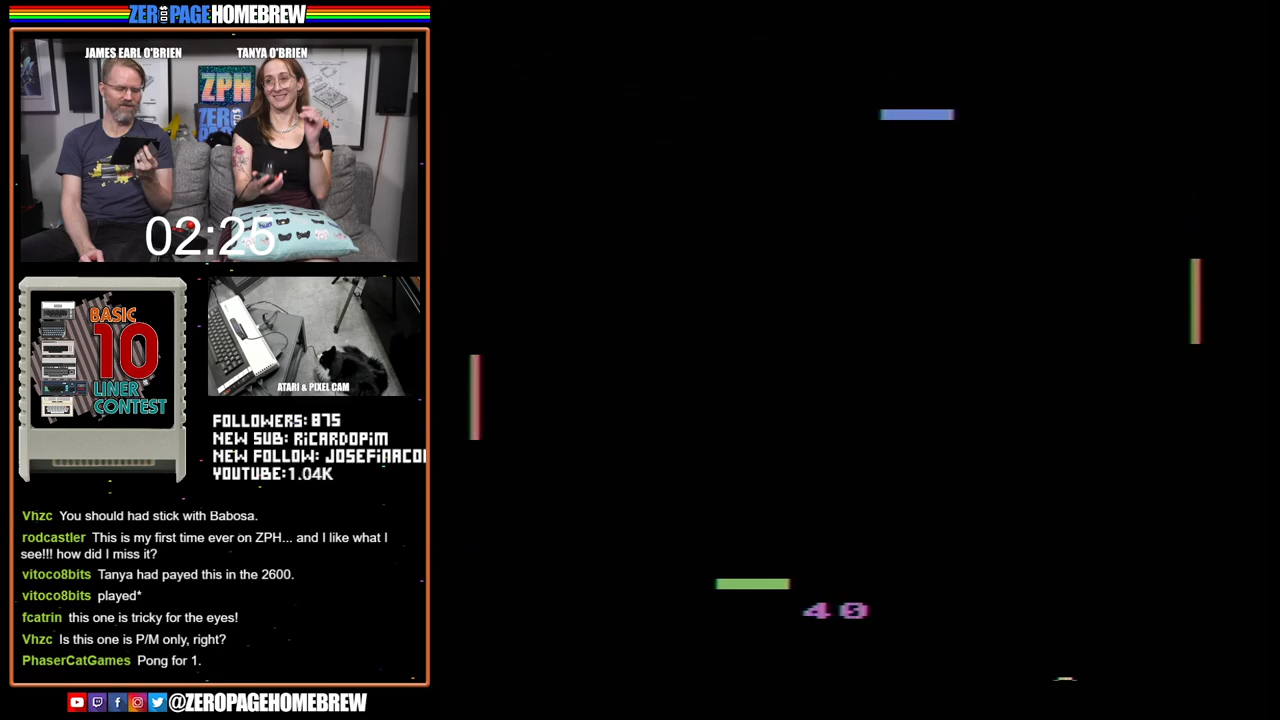 ZERO PAGE HOMEBREW
JAMES EARL O'BRIEN
TANYA O'BRIEN
ZPH
ZERO
PAGE
02:25
BASIC
10
LINER
CONTEST
ATARI & PIXEL CAM
FOLLOWERS: 875
NEW SUB: RICARDOPIM
NEW FOLLOW: JOSEFINACO
YOUTUBE:1.04K
Vhzc You should had stick with Babosa.
rodcastler This is my first time ever on ZPH... and I like what I
see!!! how did I miss it?
vitoco8bits Tanya had payed this in the 2600.
vitoco8bits played*
fcatrin this one is tricky for the eyes!
Vhzc Is this one is P/M only, right?
PhaserCatGames Pong for 1.
@ZEROPAGEHOMEBREW
40